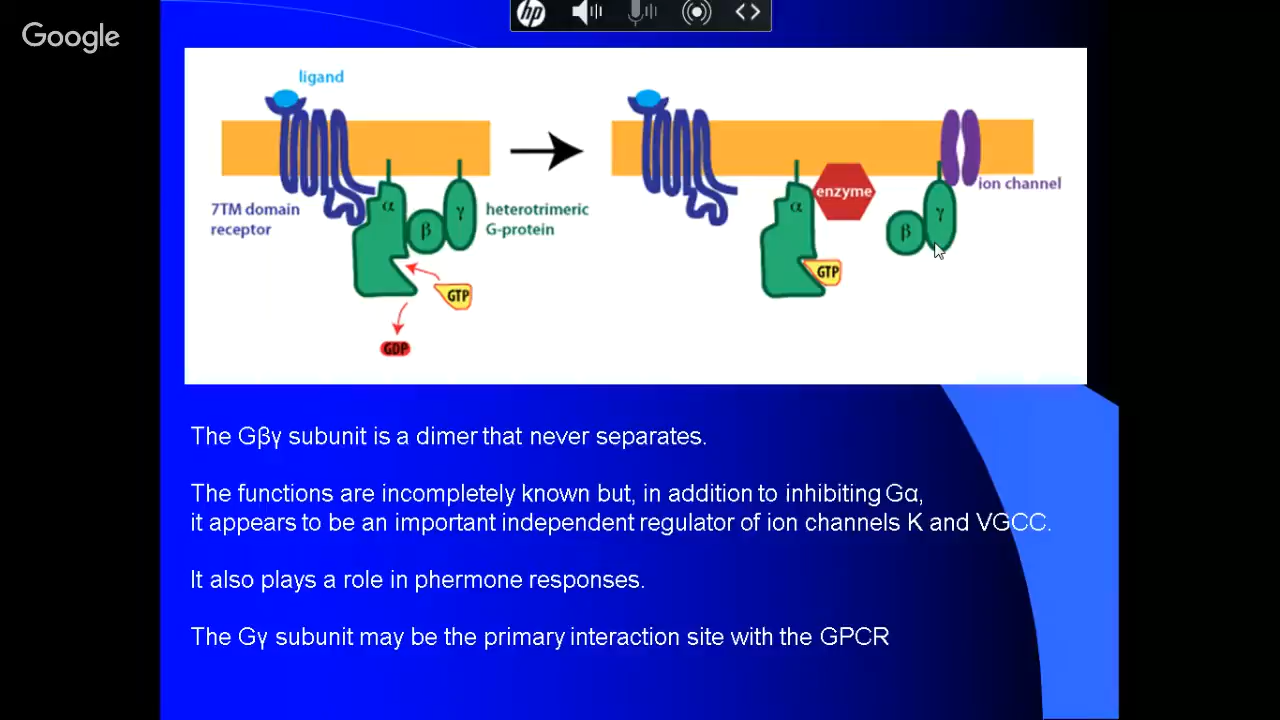 Google
hp
ligand
7TM domain
receptor
α
β
γ
heterotrimeric
G-protein
GTP
GDP
α
enzyme
GTP
β
γ
ion channel
The Gβγ subunit is a dimer that never separates.
The functions are incompletely known but, in addition to inhibiting Gα,
it appears to be an important independent regulator of ion channels K and VGCC.
It also plays a role in phermone responses.
The Gγ subunit may be the primary interaction site with the GPCR